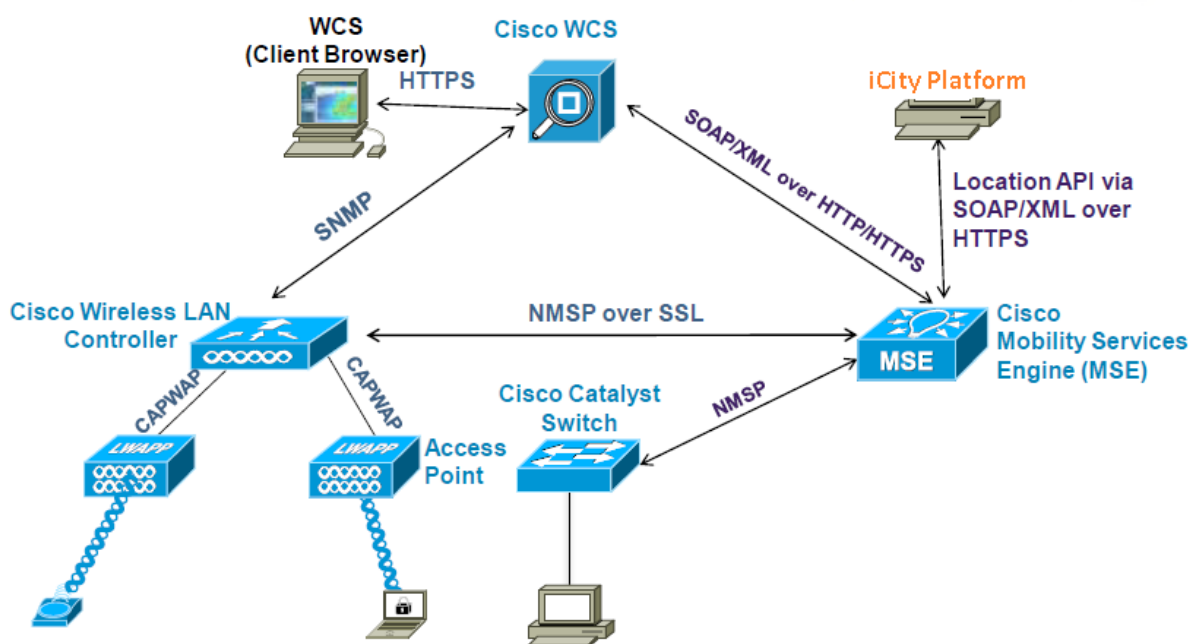 WCS
(Client Browser)
Cisco WCS
HTTPS
iCity Platform
SOAP/XML over HTTP/HTTPS
Location API via
SOAP/XML over
HTTPS
SNMP
Cisco Wireless LAN
Controller
NMSP over SSL
Cisco
Mobility Services
Engine (MSE)
MSE
CAPWAP
CAPWAP
Cisco Catalyst
Switch
NMSP
LWAPP
LWAPP
Access
Point